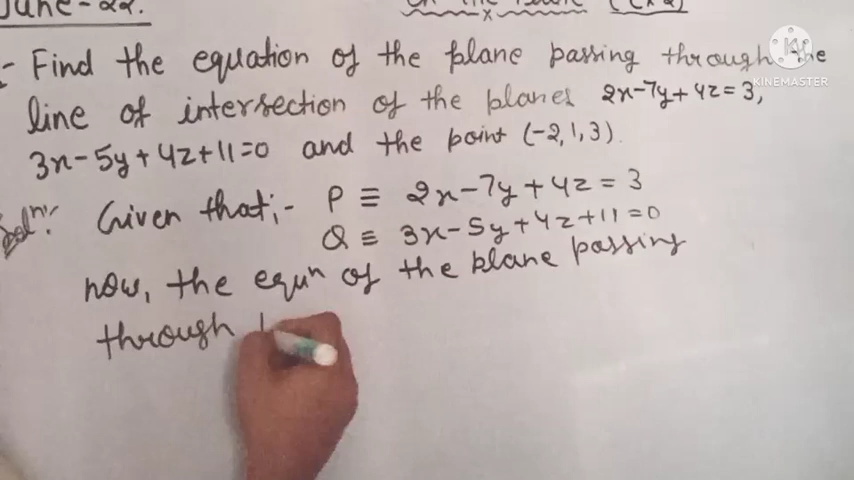 June-22.
Find the equation of the plane passing through the
KINEMASTER
line of intersection of the planes 2x-7y+4z=3,
3x-5y+4z+11=0 and the point (-2,1,3).
Soln: Given that;- P ≡ 2x-7y+4z=3
Q ≡ 3x-5y+4z+11=0
now, the equn of the plane passing
through